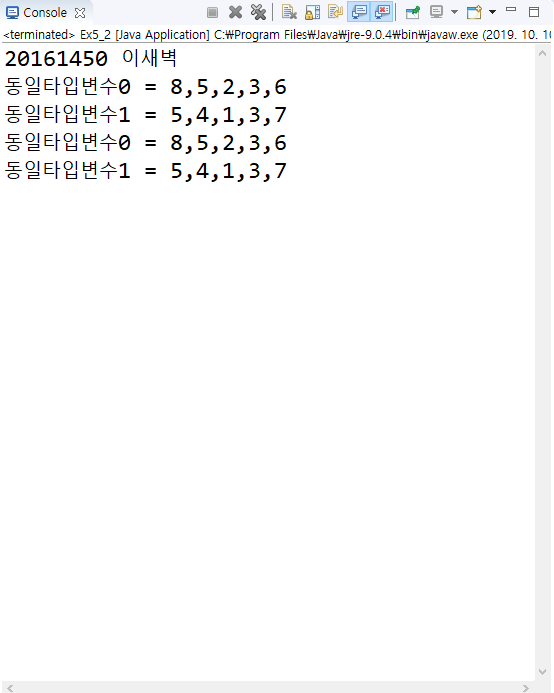 Console
<terminated> Ex5_2 [Java Application] C:₩Program Files₩Java₩jre-9.0.4₩bin₩javaw.exe (2019. 10. 10
20161450 이새벽
동일타입변수0 = 8,5,2,3,6
동일타입변수1 = 5,4,1,3,7
동일타입변수0 = 8,5,2,3,6
동일타입변수1 = 5,4,1,3,7